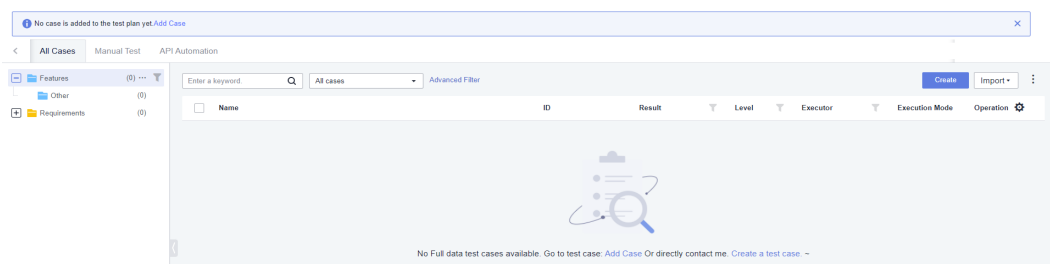 No case is added to the test plan yet.Add Case
All Cases Manual Test API Automation
Features (0)
Other (0)
Requirements (0)
Enter a keyword. All cases Advanced Filter Create Import
Name ID Result Level Executor Execution Mode Operation
No Full data test cases available. Go to test case: Add Case Or directly contact me. Create a test case. ~